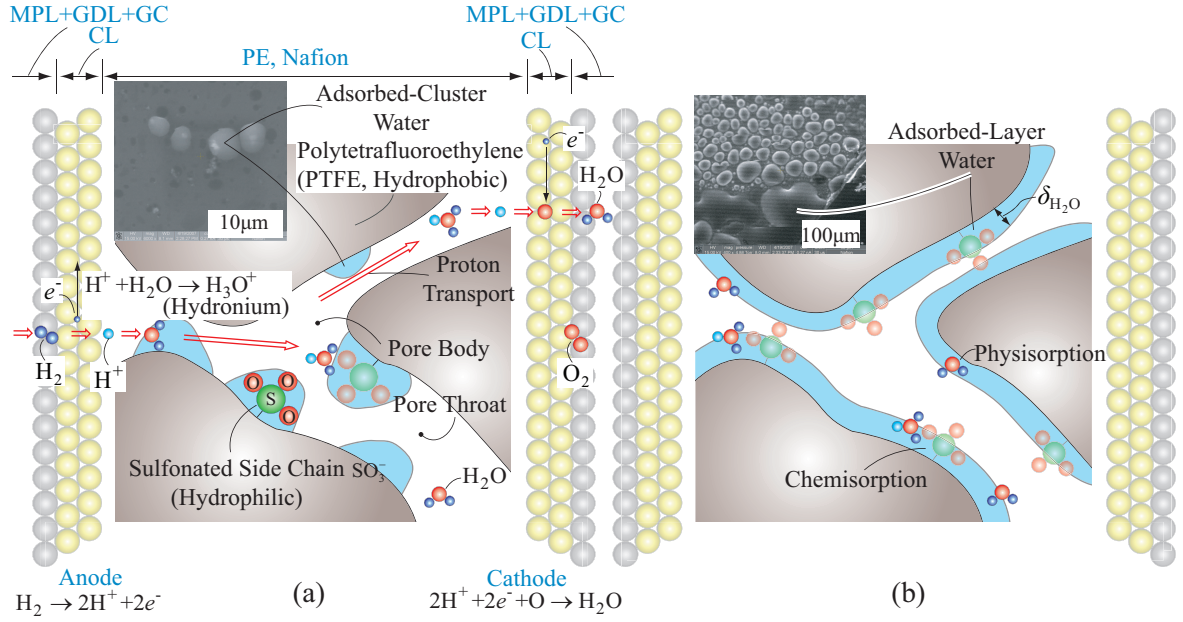 MPL+GDL+GC
CL
PE, Nafion
MPL+GDL+GC
CL
Adsorbed-Cluster
Water
Polytetrafluoroethylene
(PTFE, Hydrophobic)
10μm
e⁻
H₂O
H⁺ +H₂O → H₃O⁺
(Hydronium)
e⁻
Proton
Transport
H₂
H⁺
Pore Body
O₂
O
O
S
O
Pore Throat
Sulfonated Side Chain SO₃⁻
(Hydrophilic)
H₂O
Anode
H₂ → 2H⁺ +2e⁻
(a)
Cathode
2H⁺ +2e⁻+O → H₂O
Adsorbed-Layer
Water
100μm
δH₂O
Physisorption
Chemisorption
(b)